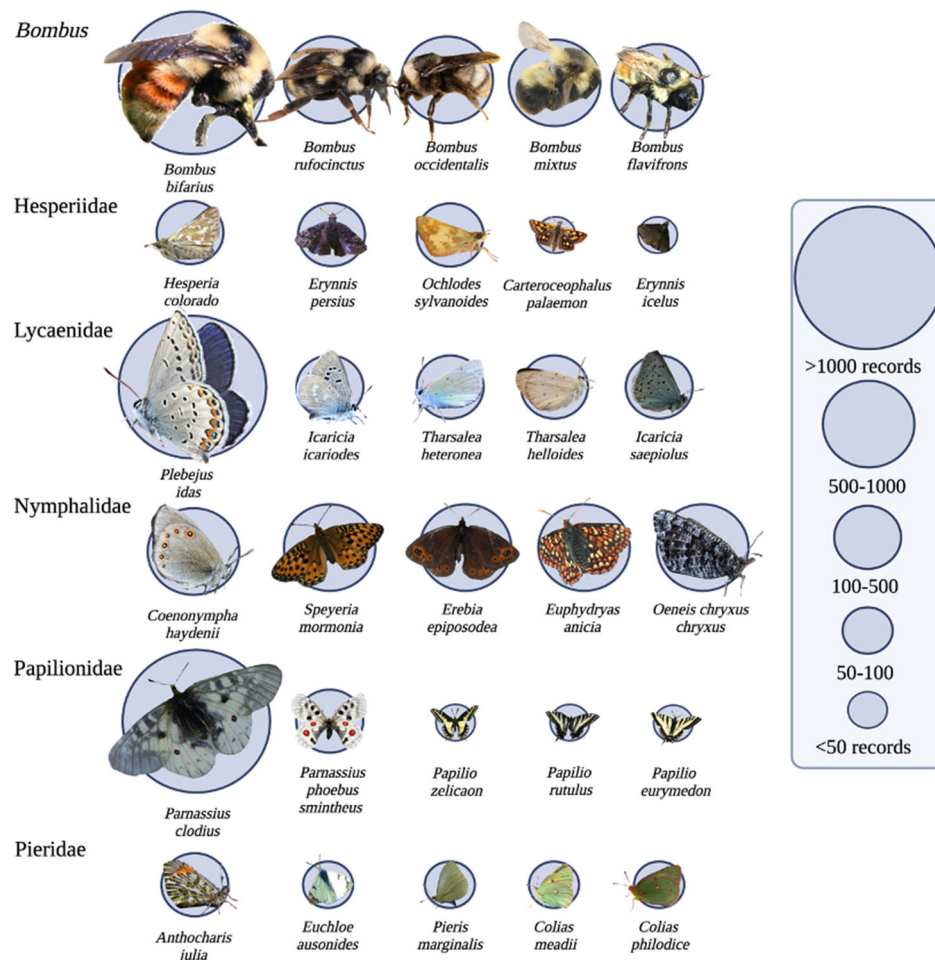 Bombus
Bombus
bifarius
Bombus
rufocinctus
Bombus
occidentalis
Bombus
mixtus
Bombus
flavifrons
Hesperiidae
Hesperia
colorado
Erynnis
persius
Ochlodes
sylvanoides
Carterocephalus
palaemon
Erynnis
icelus
Lycaenidae
Plebejus
idas
Icaricia
icariodes
Tharsalea
heteronea
Tharsalea
helloides
Icaricia
saepiolus
Nymphalidae
Coenonympha
haydenii
Speyeria
mormonia
Erebia
epiposodea
Euphydryas
anicia
Oeneis chryxus
chryxus
Papilionidae
Parnassius
clodius
Parnassius
phoebus
smintheus
Papilio
zelicaon
Papilio
rutulus
Papilio
eurymedon
Pieridae
Anthocharis
julia
Euchloe
ausonides
Pieris
marginalis
Colias
meadii
Colias
philodice
>1000 records
500-1000
100-500
50-100
<50 records